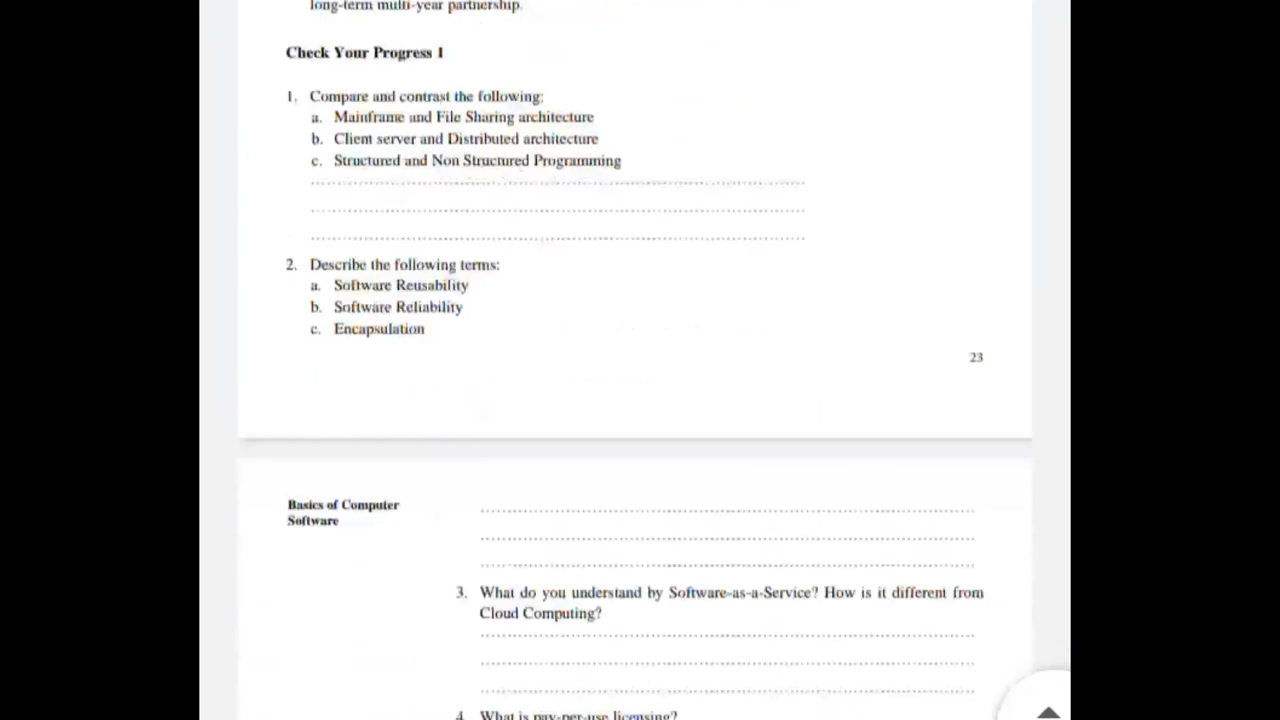 long-term multi-year partnership.
Check Your Progress 1
1. Compare and contrast the following:
a. Mainframe and File Sharing architecture
b. Client server and Distributed architecture
c. Structured and Non Structured Programming
2. Describe the following terms:
a. Software Reusability
b. Software Reliability
c. Encapsulation
23
Basics of Computer
Software
3. What do you understand by Software-as-a-Service? How is it different from
Cloud Computing?
4. What is pay-per-use licensing?